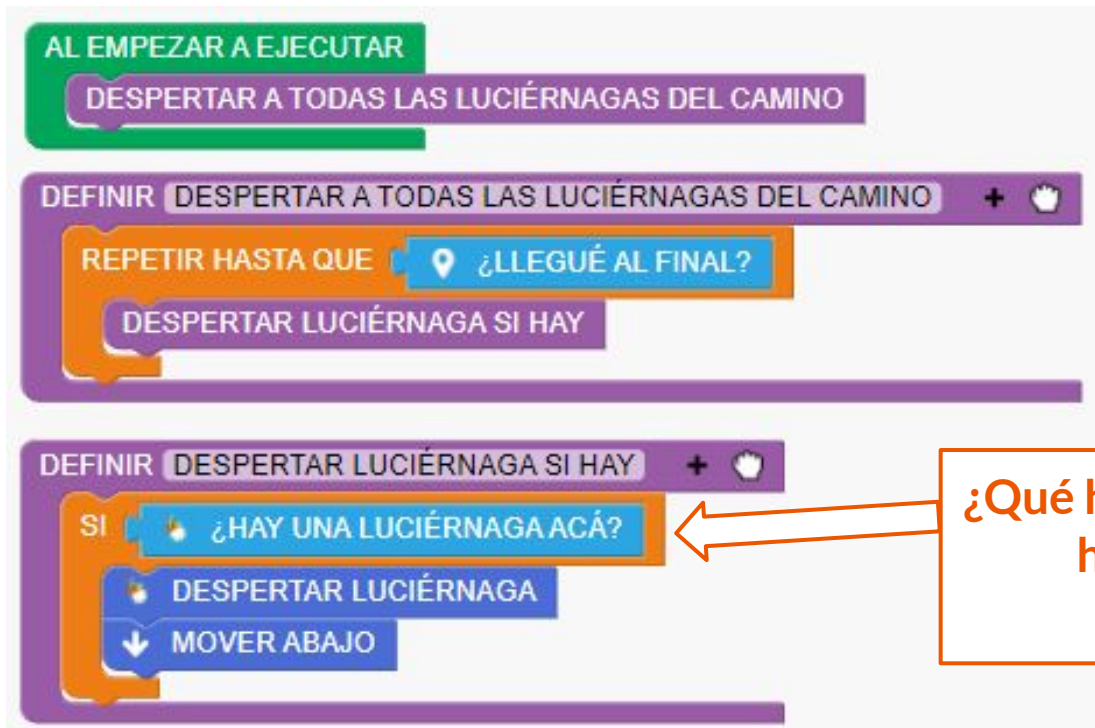 AL EMPEZAR A EJECUTAR
DESPERTAR A TODAS LAS LUCIÉRNAGAS DEL CAMINO
DEFINIR DESPERTAR A TODAS LAS LUCIÉRNAGAS DEL CAMINO +
REPETIR HASTA QUE ¿LLEGUÉ AL FINAL?
DESPERTAR LUCIÉRNAGA SI HAY
DEFINIR DESPERTAR LUCIÉRNAGA SI HAY +
SI ¿HAY UNA LUCIÉRNAGA ACÁ?
DESPERTAR LUCIÉRNAGA
MOVER ABAJO
¿Qué